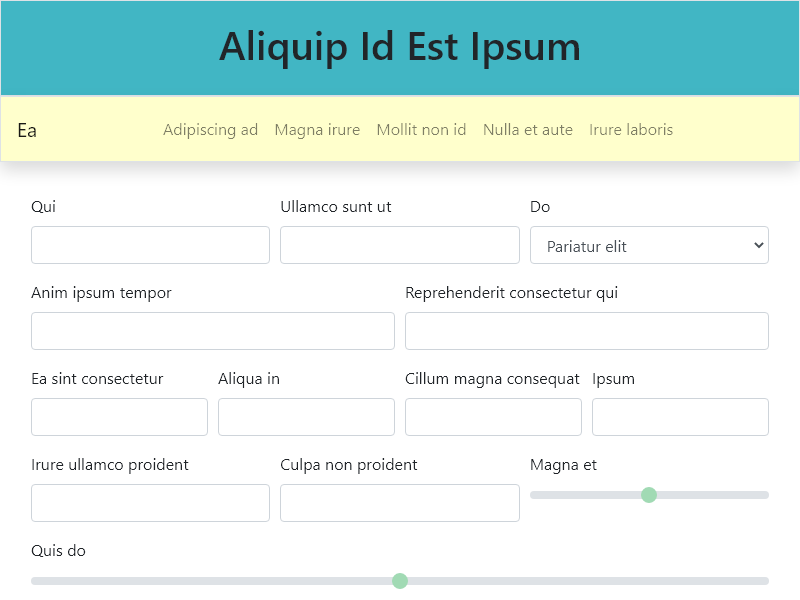 Aliquip Id Est Ipsum
Ea Adipiscing ad Magna irure Mollit non id Nulla et aute Irure laboris
Qui Ullamco sunt ut Do
Pariatur elit
Anim ipsum tempor Reprehenderit consectetur qui
Ea sint consectetur Aliqua in Cillum magna consequat Ipsum
Irure ullamco proident Culpa non proident Magna et
Quis do